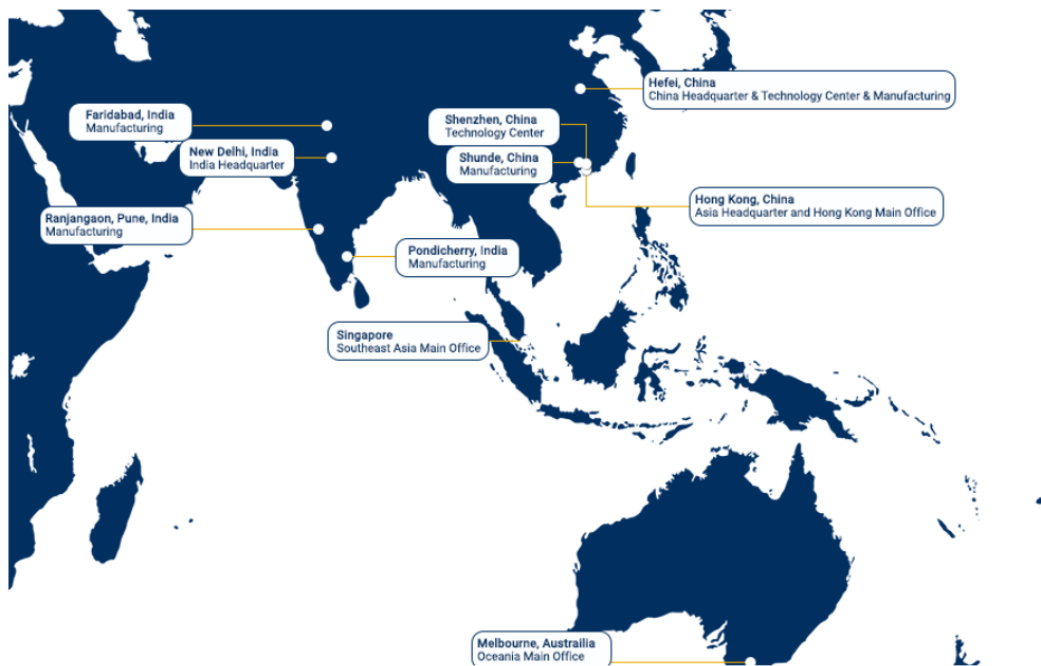 Hefei, China
China Headquarter & Technology Center & Manufacturing
Faridabad, India
Manufacturing
Shenzhen, China
Technology Center
New Delhi, India
India Headquarter
Shunde, China
Manufacturing
Hong Kong, China
Asia Headquarter and Hong Kong Main Office
Ranjangaon, Pune, India
Manufacturing
Pondicherry, India
Manufacturing
Singapore
Southeast Asia Main Office
Melbourne, Austrailia
Oceania Main Office